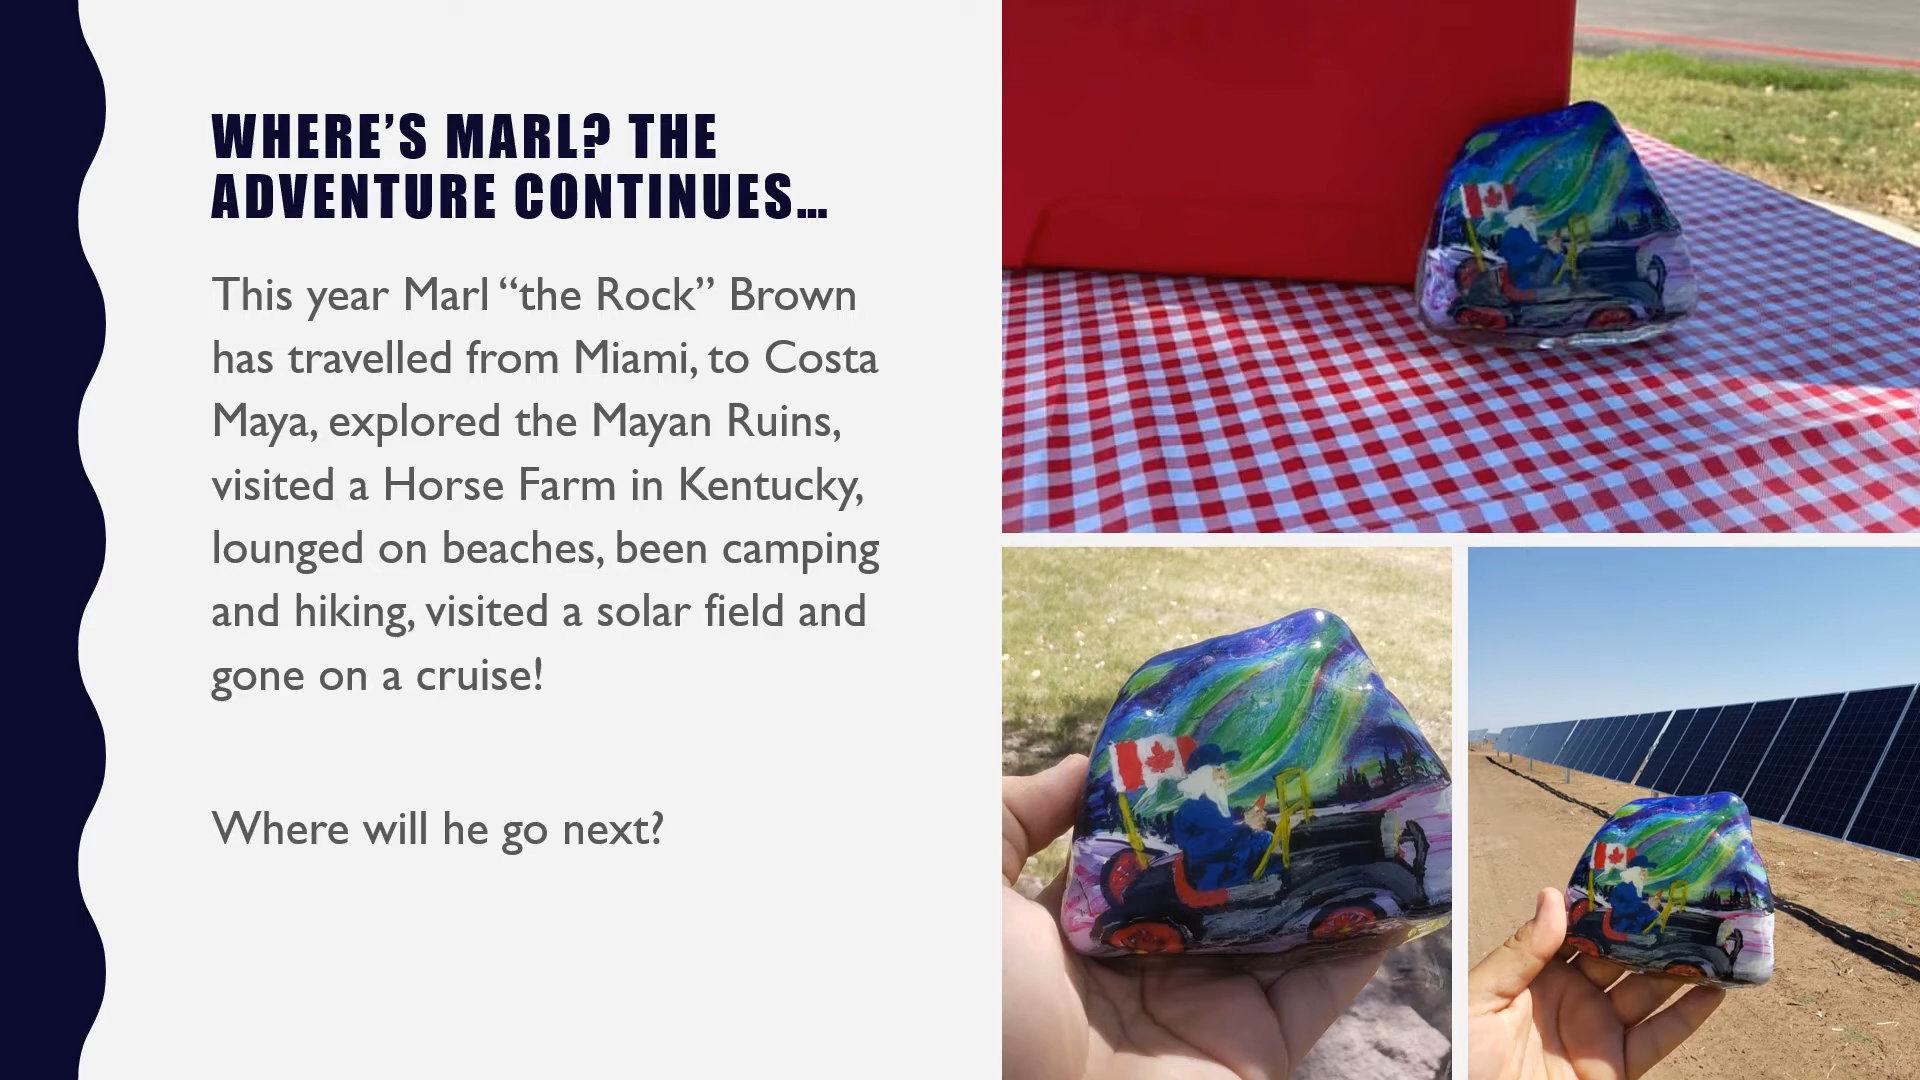 WHERE’S MARL? THE
ADVENTURE CONTINUES…
This year Marl “the Rock” Brown
has travelled from Miami, to Costa
Maya, explored the Mayan Ruins,
visited a Horse Farm in Kentucky,
lounged on beaches, been camping
and hiking, visited a solar field and
gone on a cruise!
Where will he go next?